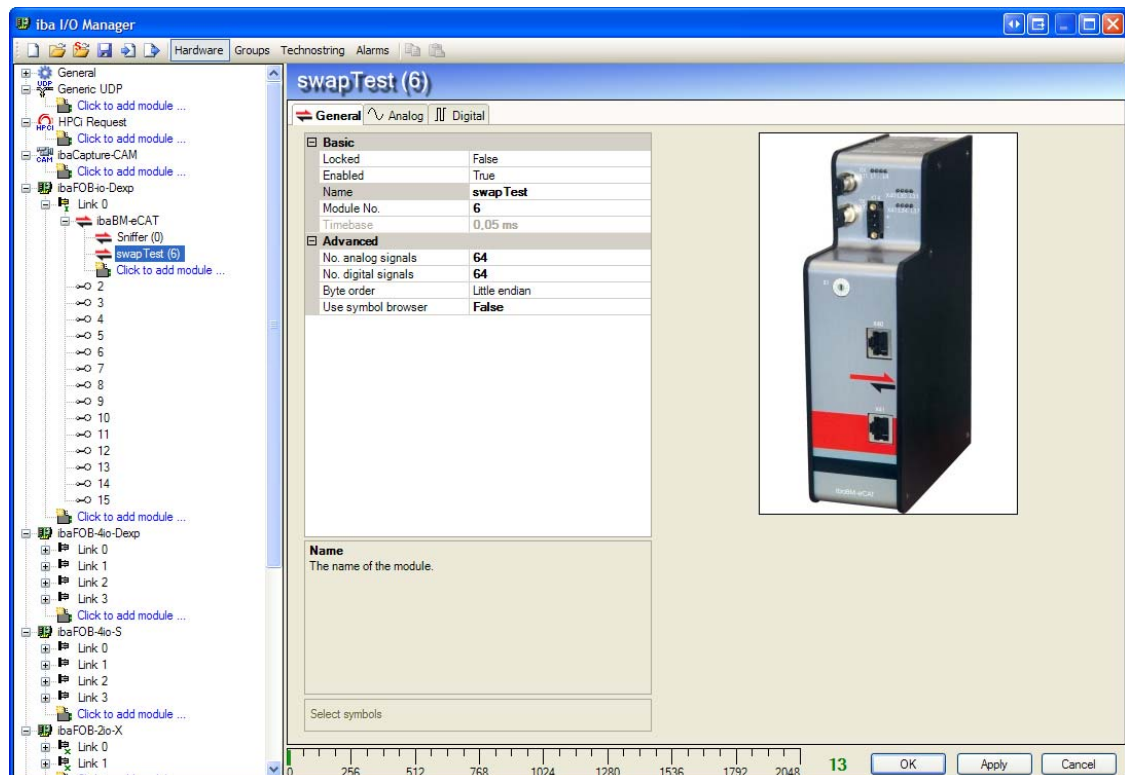 iba I/O Manager
Hardware Groups Technostring Alarms
General
Generic UDP
Click to add module ...
HPCi Request
Click to add module ...
ibaCapture-CAM
Click to add module ...
ibaFOB-io-Dexp
Link 0
ibaBM-eCAT
Sniffer (0)
swapTest (6)
Click to add module ...
2
3
4
5
6
7
8
9
10
11
12
13
14
15
Click to add module ...
ibaFOB-4io-Dexp
Link 0
Link 1
Link 2
Link 3
Click to add module ...
ibaFOB-4io-S
Link 0
Link 1
Link 2
Link 3
Click to add module ...
ibaFOB-2io-X
Link 0
Link 1
swapTest (6)
General Analog Digital
Basic
Locked False
Enabled True
Name swapTest
Module No. 6
Timebase 0,05 ms
Advanced
No. analog signals 64
No. digital signals 64
Byte order Little endian
Use symbol browser False
Name
The name of the module.
Select symbols
ibaBM-eCAT
0 256 512 768 1024 1280 1536 1792 2048
13 OK Apply Cancel